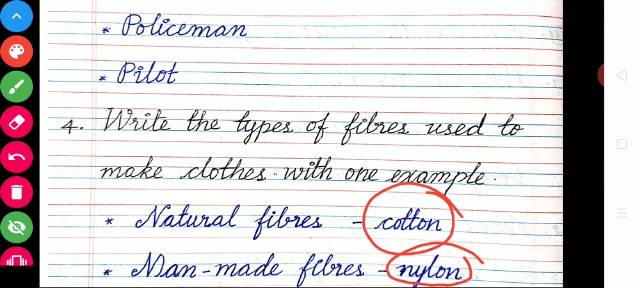 * Policeman
* Pilot
4. Write the types of fibres used to
make clothes with one example.
* Natural fibres - cotton
* Man-made fibres - nylon